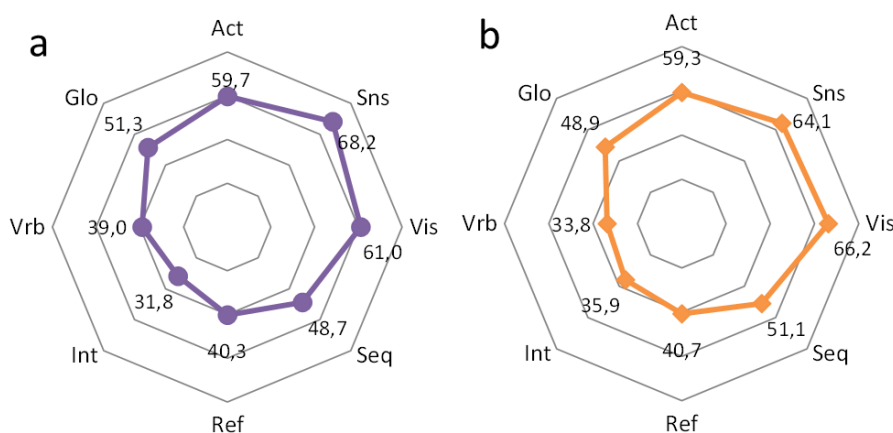 a
Act
59,7
Sns
68,2
Vis
61,0
Seq
48,7
Ref
40,3
Int
31,8
Vrb
39,0
Glo
51,3
b
Act
59,3
Sns
64,1
Vis
66,2
Seq
51,1
Ref
40,7
Int
35,9
Vrb
33,8
Glo
48,9